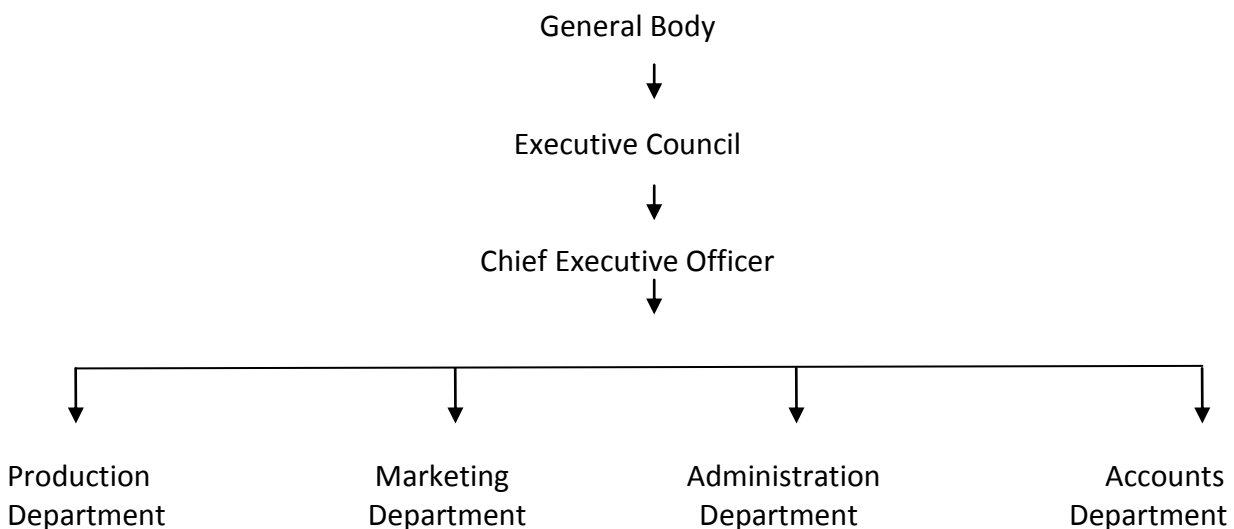 General Body
Executive Council
Chief Executive Officer
Production Department
Marketing Department
Administration Department
Accounts Department